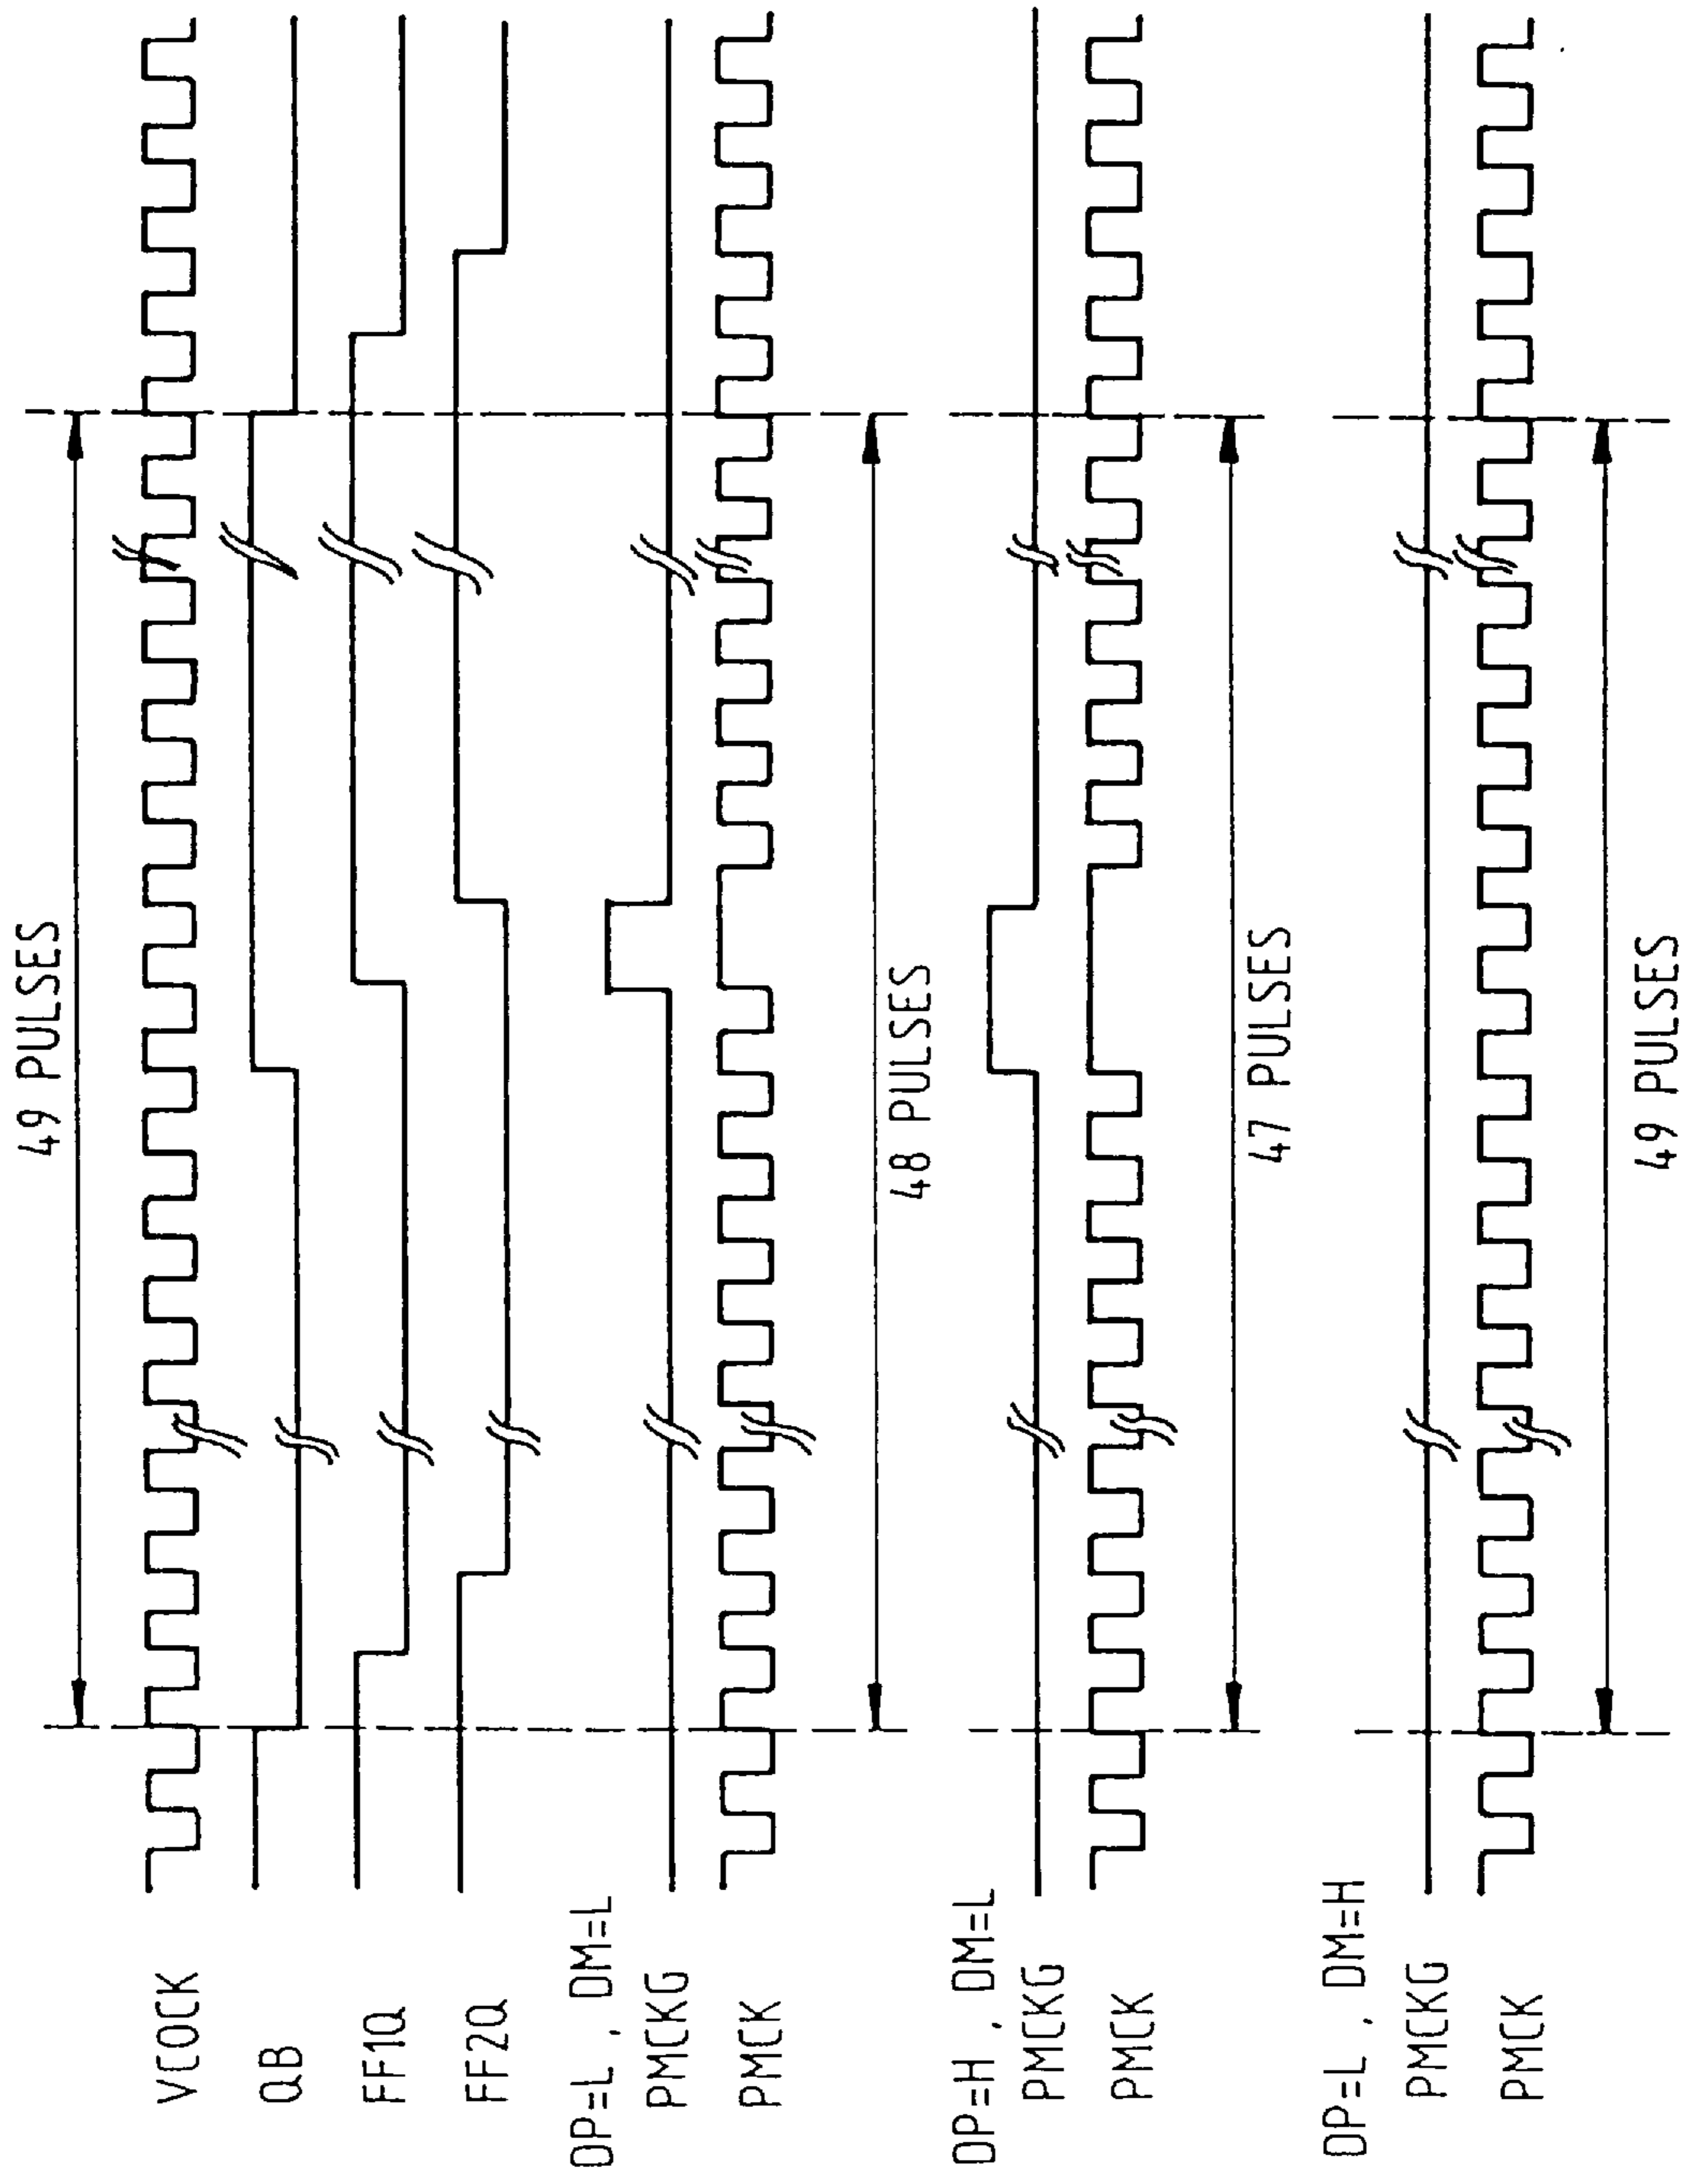 49 PULSES
VCOCK
QB
FF1Q
FF2Q
DP=L , DM=L
PMCKG
PMCK
48 PULSES
DP=H , DM=L
PMCKG
PMCK
47 PULSES
DP=L , DM=H
PMCKG
PMCK
49 PULSES